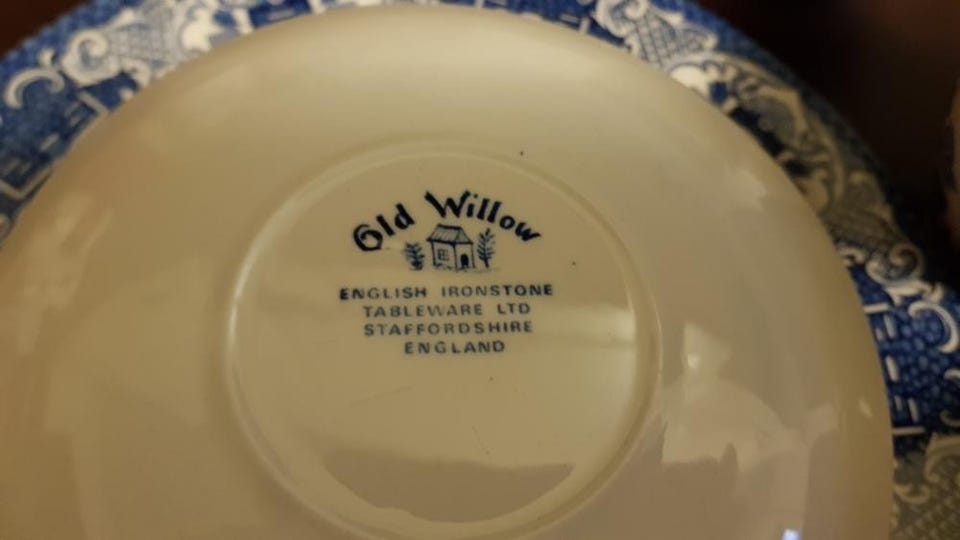 Old Willow
ENGLISH IRONSTONE
TABLEWARE LTD
STAFFORDSHIRE
ENGLAND